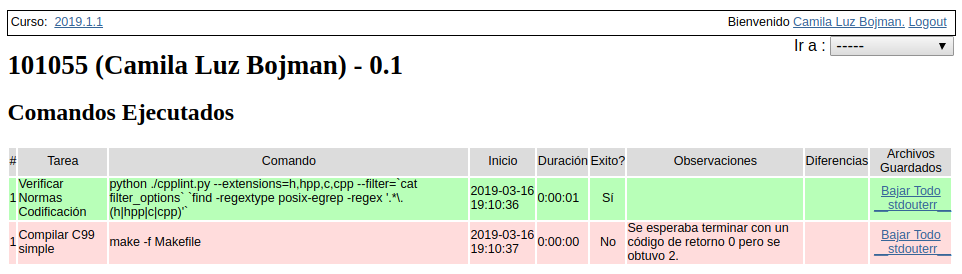 Curso: 2019.1.1 Bienvenido Camila Luz Bojman. Logout
Ir a : -----
101055 (Camila Luz Bojman) - 0.1
Comandos Ejecutados
# Tarea Comando Inicio Duración Exito? Observaciones Diferencias Archivos Guardados
1 Verificar Normas Codificación python ./cpplint.py --extensions=h,hpp,c,cpp --filter=`cat filter_options` `find -regextype posix-egrep -regex '.*\.(h|hpp|c|cpp)'` 2019-03-16 19:10:36 0:00:01 Sí Bajar Todo __stdouterr__
1 Compilar C99 simple make -f Makefile 2019-03-16 19:10:37 0:00:00 No Se esperaba terminar con un código de retorno 0 pero se obtuvo 2. Bajar Todo __stdouterr__